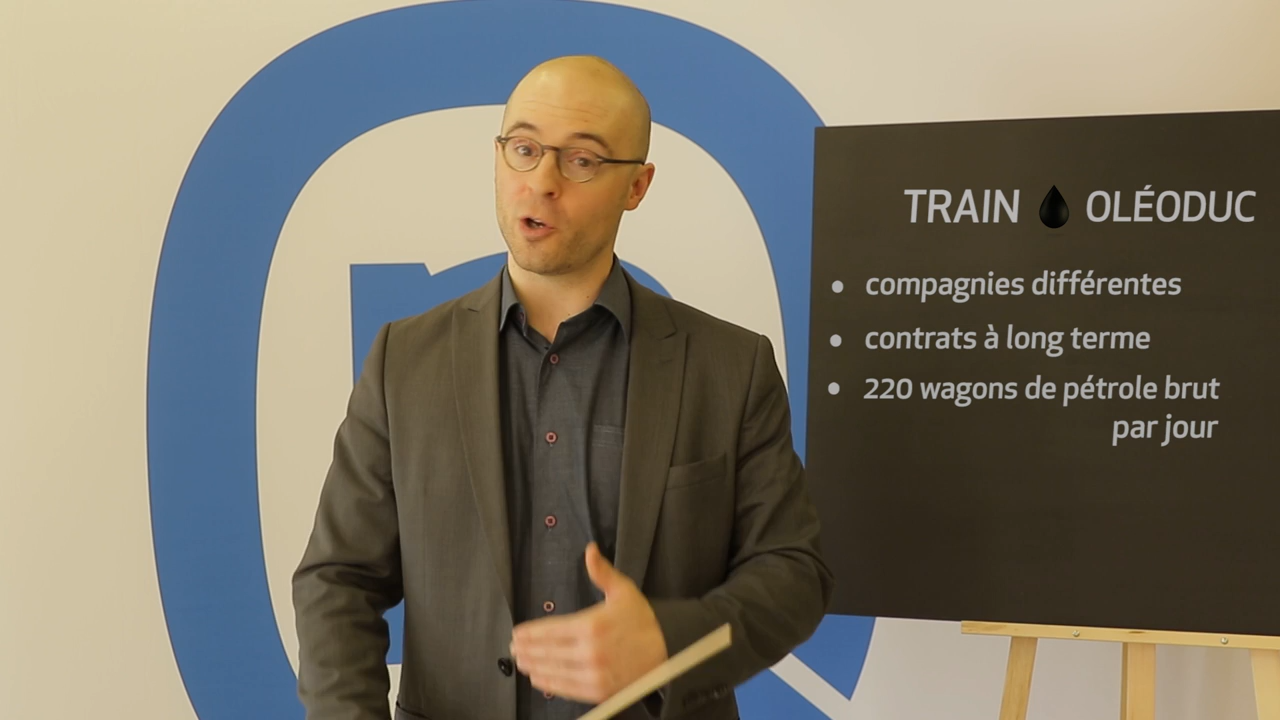 TRAIN OLÉODUC
• compagnies différentes
• contrats à long terme
• 220 wagons de pétrole brut
par jour